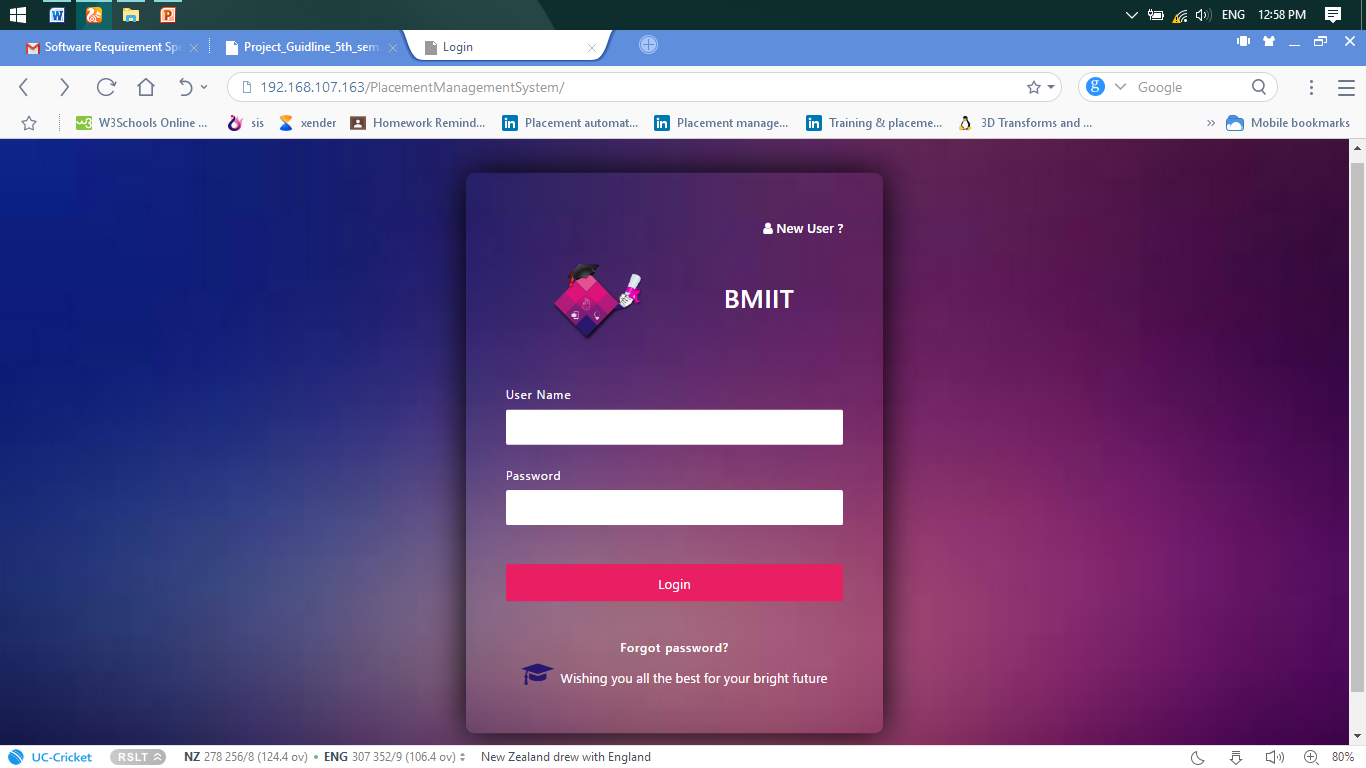 ENG 12:58 PM
Software Requirement Spe
Project_Guidline_5th_sem
Login
192.168.107.163/PlacementManagementSystem/
Google
W3Schools Online ...
sis
xender
Homework Remind...
Placement automat...
Placement manage...
Training & placeme...
3D Transforms and ...
Mobile bookmarks
New User ?
BMIIT
User Name
Password
Login
Forgot password?
Wishing you all the best for your bright future
UC-Cricket
RSLT
NZ 278 256/8 (124.4 ov) • ENG 307 352/9 (106.4 ov)
New Zealand drew with England
80%